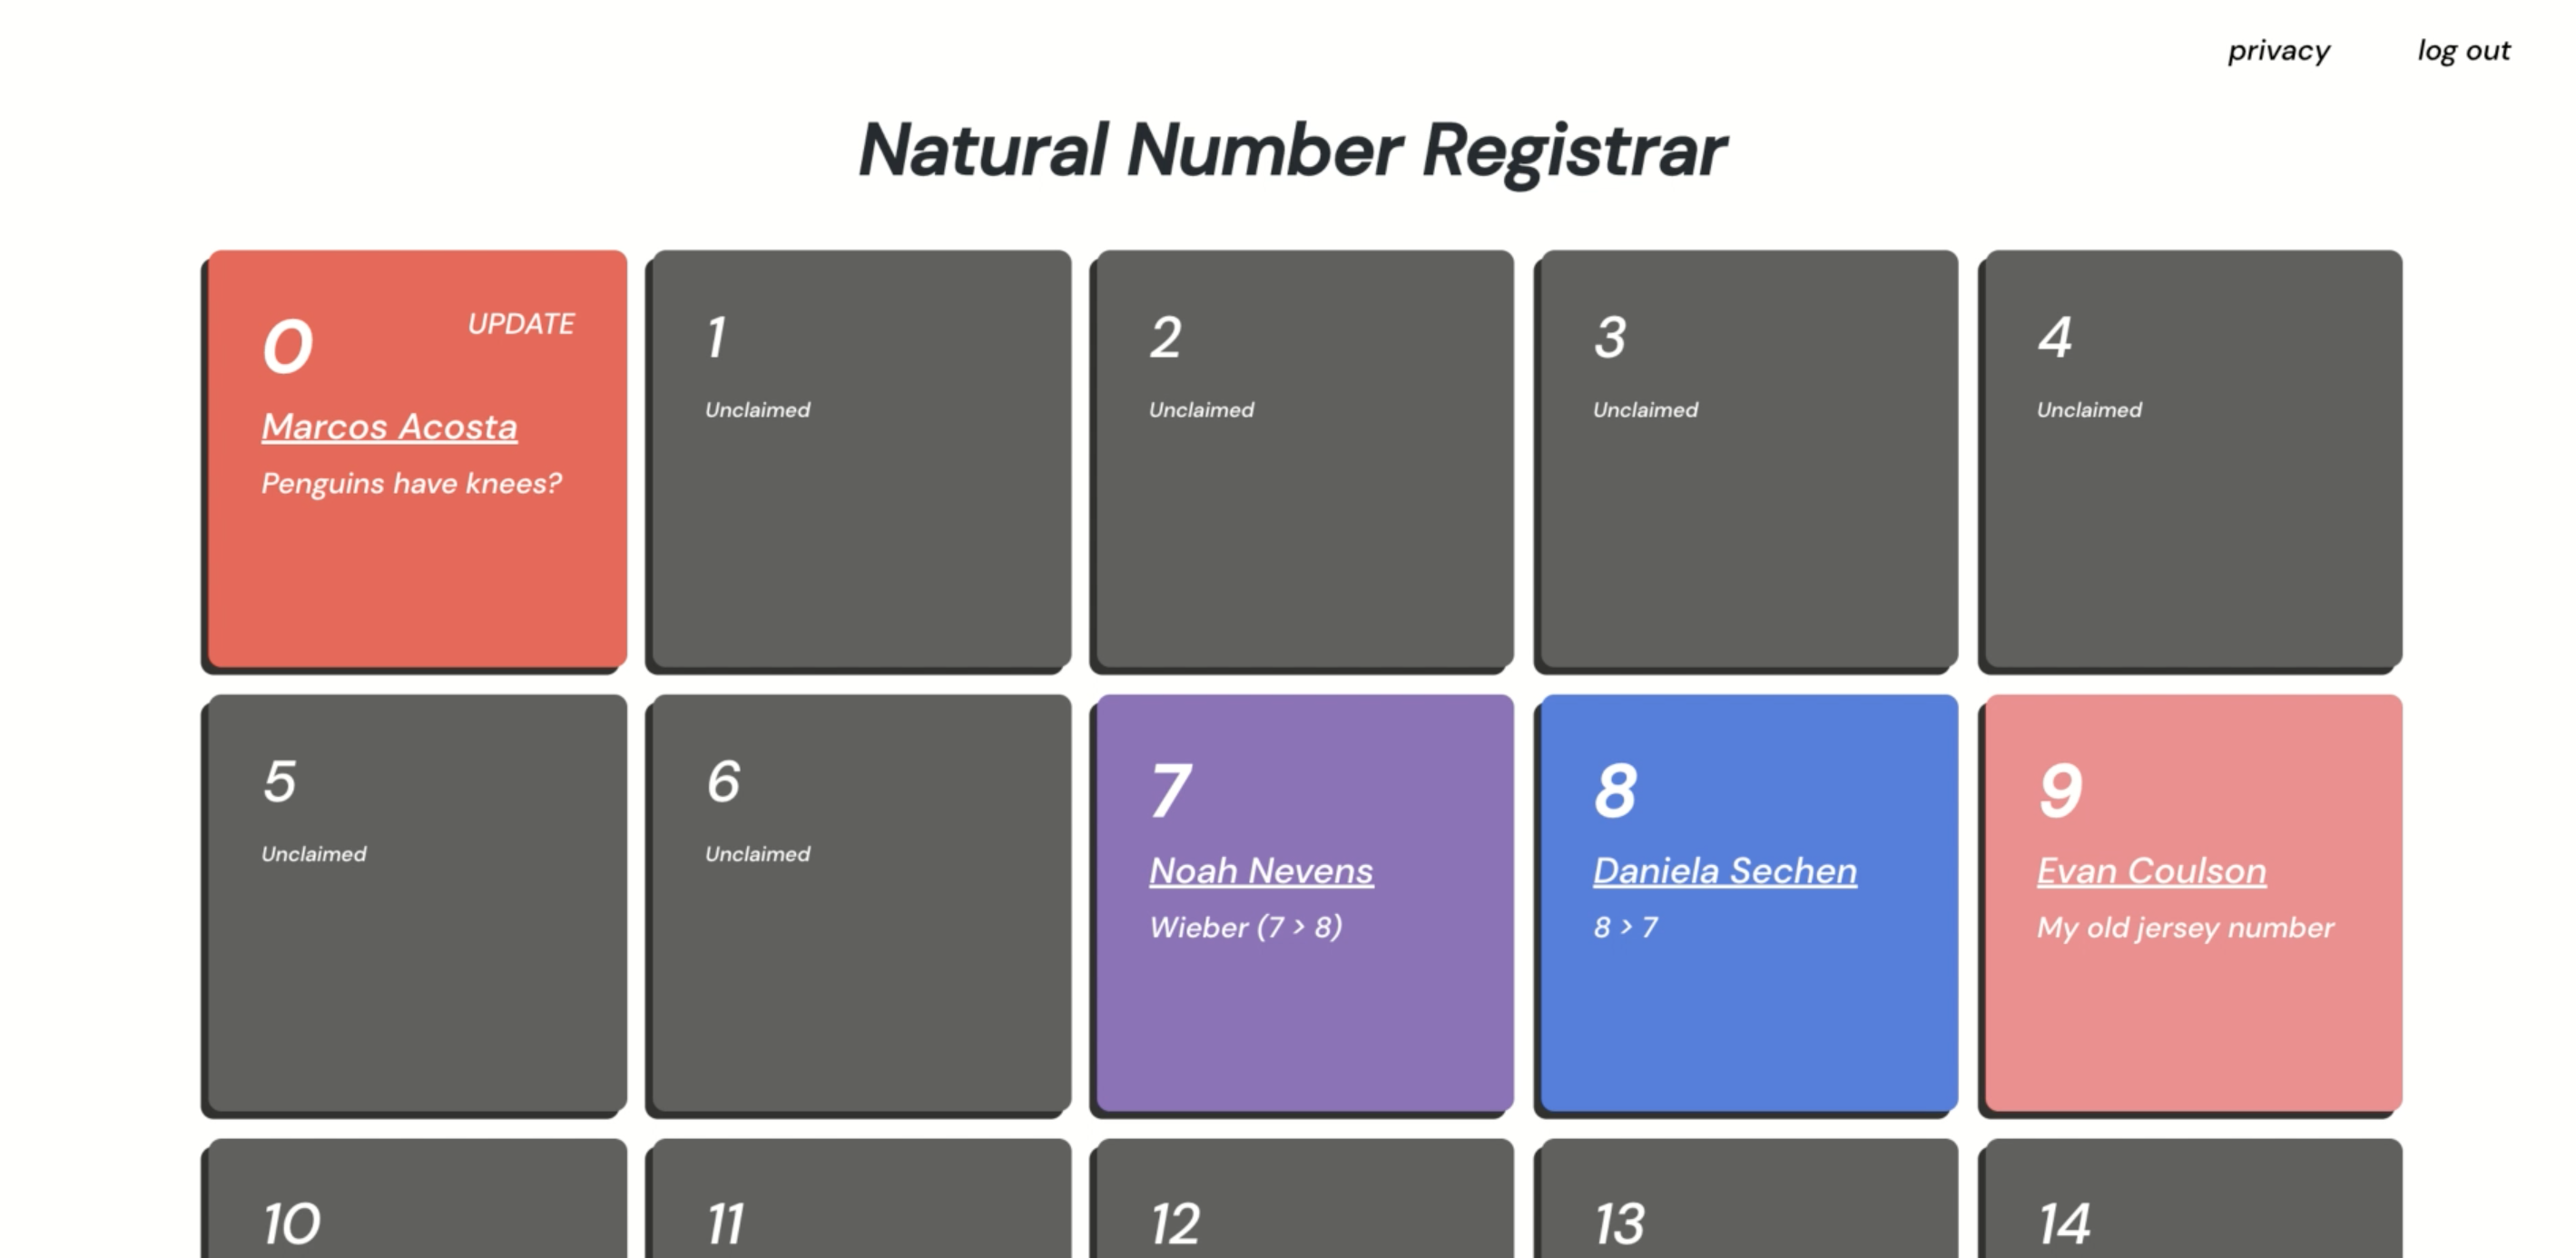 privacy log out
Natural Number Registrar
0 UPDATE
Marcos Acosta
Penguins have knees?
1
Unclaimed
2
Unclaimed
3
Unclaimed
4
Unclaimed
5
Unclaimed
6
Unclaimed
7
Noah Nevens
Wieber (7 > 8)
8
Daniela Sechen
8 > 7
9
Evan Coulson
My old jersey number
10
11
12
13
14